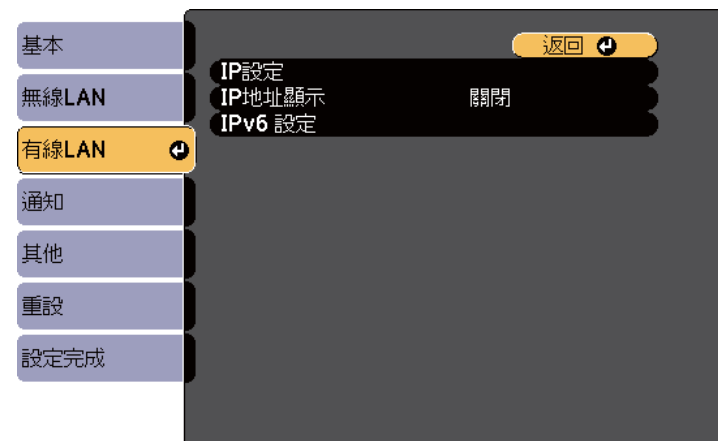 基本
無線LAN
有線LAN
通知
其他
重設
設定完成
返回
IP設定
IP地址顯示 關閉
IPv6 設定